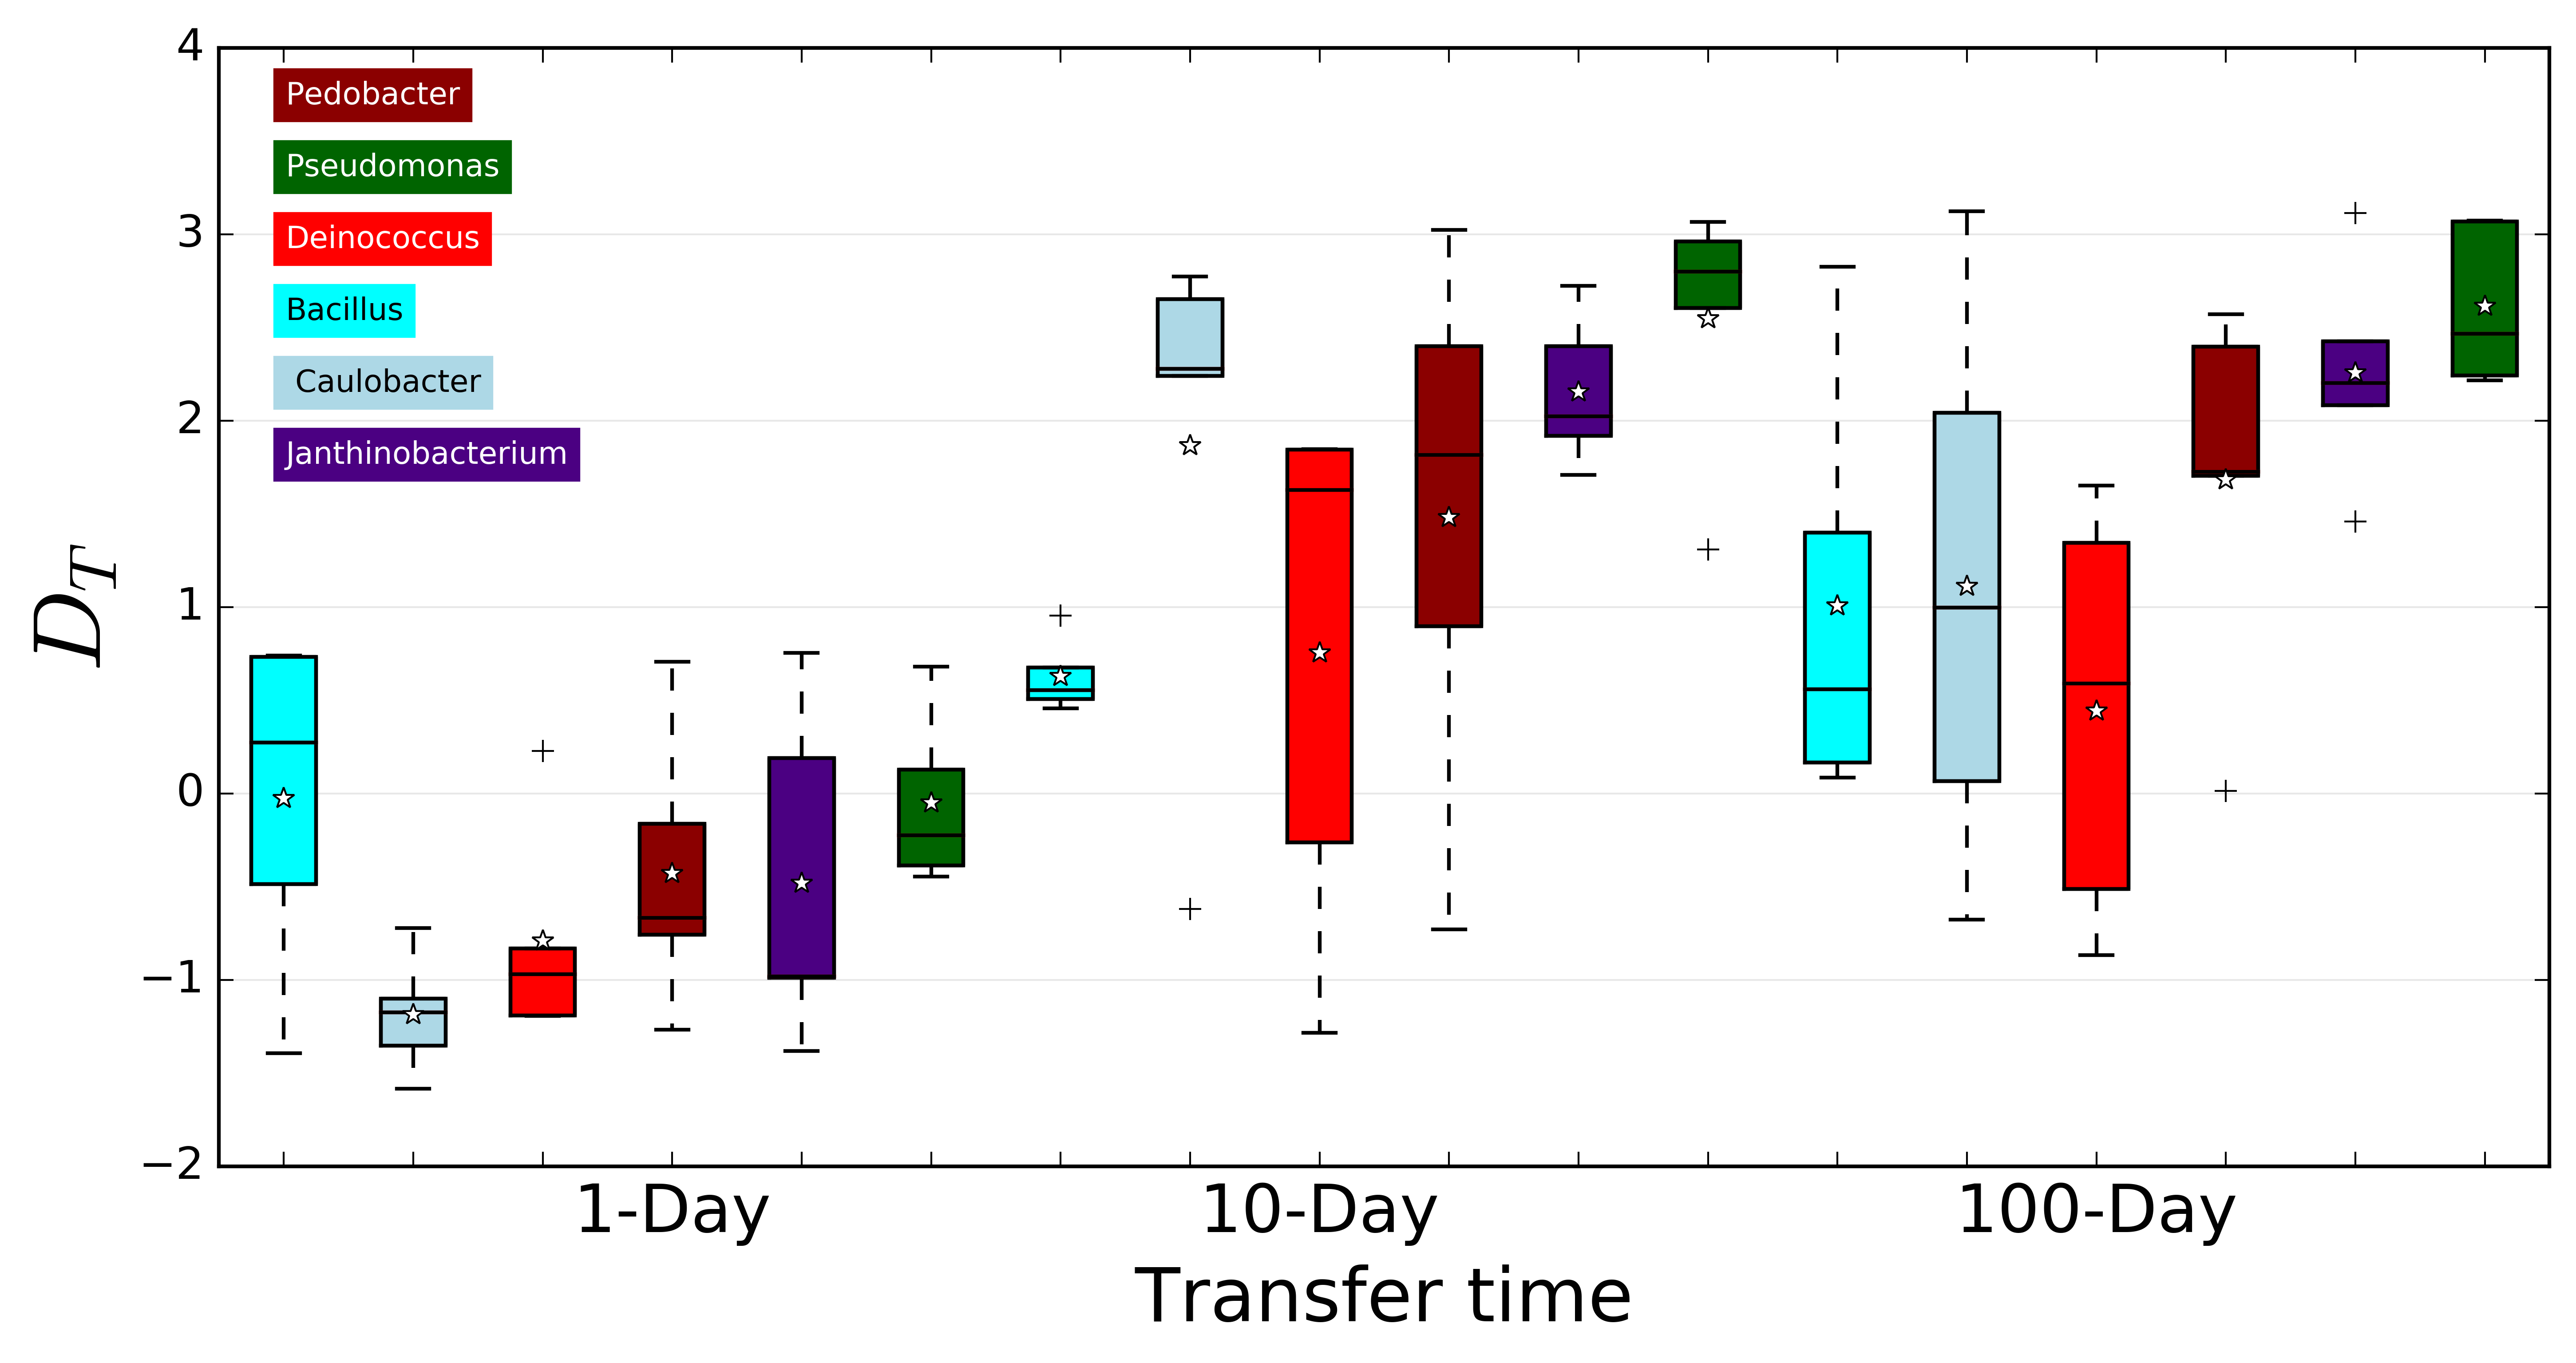 4
3
2
1
0
−1
−2
D_T
Pedobacter
Pseudomonas
Deinococcus
Bacillus
Caulobacter
Janthinobacterium
1-Day 10-Day 100-Day
Transfer time